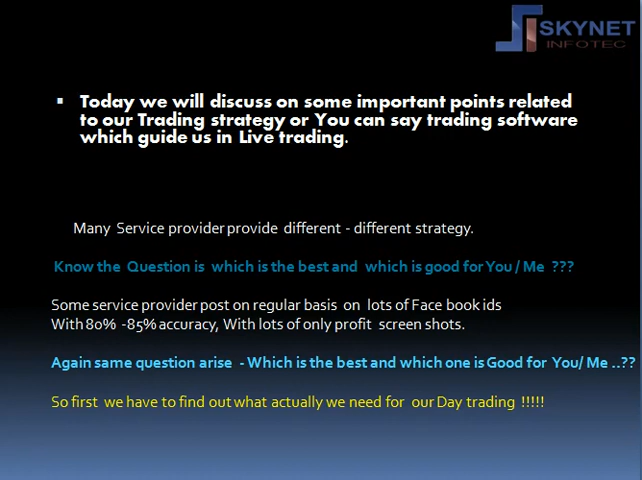 SKYNET
INFOTEC
Today we will discuss on some important points related
to our Trading strategy or You can say trading software
which guide us in Live trading.
Many Service provider provide different - different strategy.
Know the Question is which is the best and which is good for You / Me ???
Some service provider post on regular basis on lots of Face book ids
With 80% -85% accuracy, With lots of only profit screen shots.
Again same question arise - Which is the best and which one is Good for You/ Me ..??
So first we have to find out what actually we need for our Day trading !!!!!